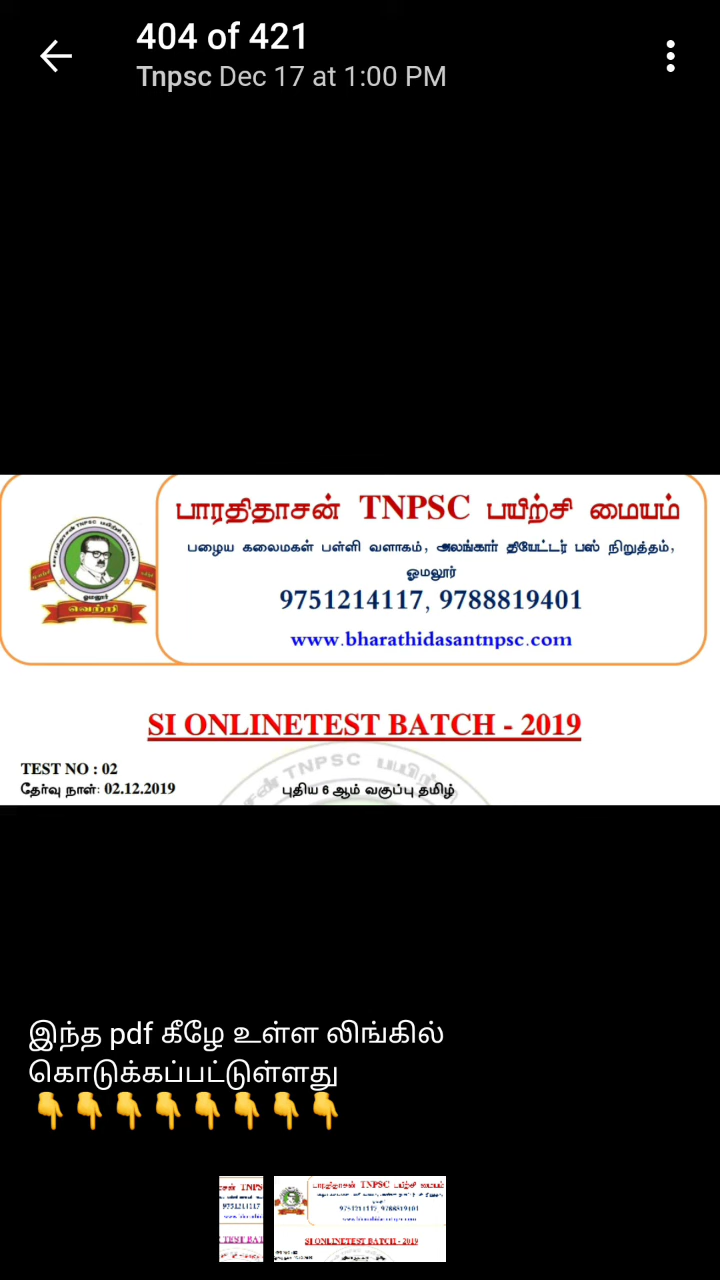 404 of 421
Tnpsc Dec 17 at 1:00 PM
பாரதிதாசன் TNPSC பயிற்சி மையம்
பழைய கலைமகள் பள்ளி வளாகம், அலங்கார் தியேட்டர் பஸ் நிறுத்தம்,
ஓமலூர்
9751214117, 9788819401
www.bharathidasantnpsc.com
ஓமலூர்
வெற்றி
SI ONLINETEST BATCH - 2019
TEST NO : 02
தேர்வு நாள்: 02.12.2019
புதிய 6 ஆம் வகுப்பு தமிழ்
இந்த pdf கீழே உள்ள லிங்கில்
கொடுக்கப்பட்டுள்ளது
👇👇👇👇👇👇👇👇